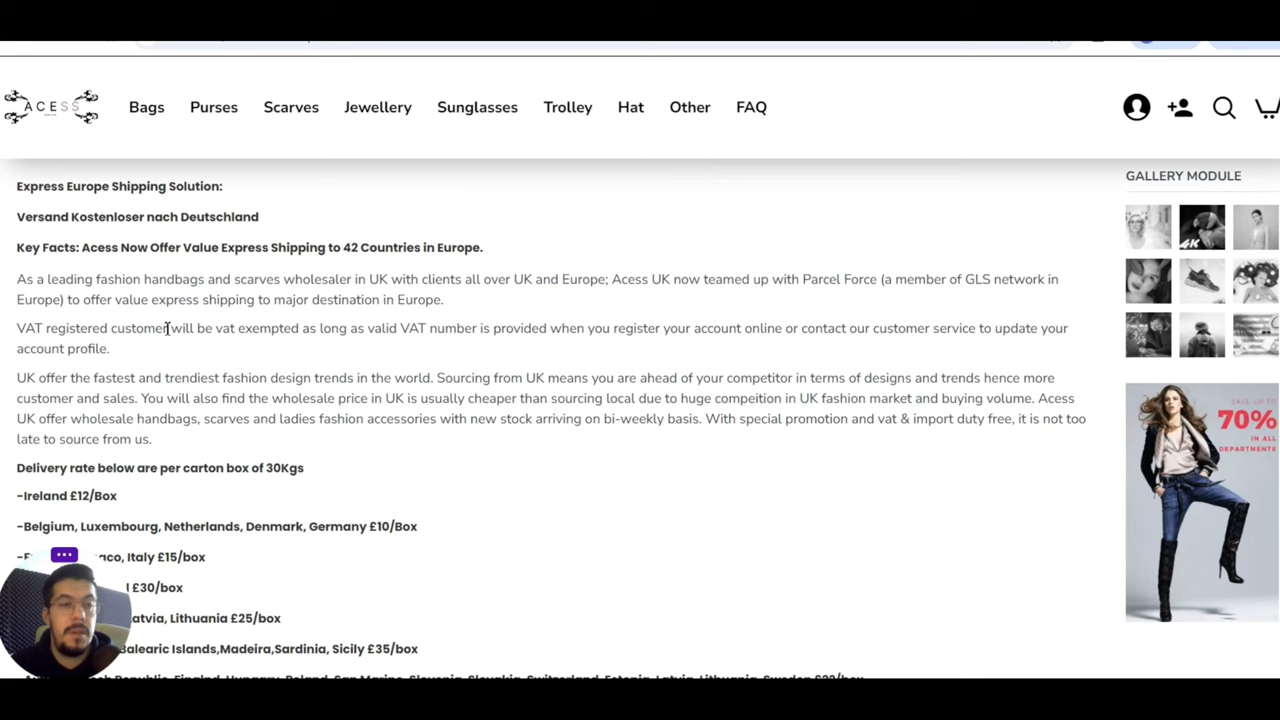 ACESS
Bags
Purses
Scarves
Jewellery
Sunglasses
Trolley
Hat
Other
FAQ
Express Europe Shipping Solution:
Versand Kostenloser nach Deutschland
Key Facts: Acess Now Offer Value Express Shipping to 42 Countries in Europe.
As a leading fashion handbags and scarves wholesaler in UK with clients all over UK and Europe; Acess UK now teamed up with Parcel Force (a member of GLS network in
Europe) to offer value express shipping to major destination in Europe.
VAT registered customer will be vat exempted as long as valid VAT number is provided when you register your account online or contact our customer service to update your
account profile.
UK offer the fastest and trendiest fashion design trends in the world. Sourcing from UK means you are ahead of your competitor in terms of designs and trends hence more
customer and sales. You will also find the wholesale price in UK is usually cheaper than sourcing local due to huge compeition in UK fashion market and buying volume. Acess
UK offer wholesale handbags, scarves and ladies fashion accessories with new stock arriving on bi-weekly basis. With special promotion and vat & import duty free, it is not too
late to source from us.
Delivery rate below are per carton box of 30Kgs
-Ireland £12/Box
-Belgium, Luxembourg, Netherlands, Denmark, Germany £10/Box
Italy £15/box
£30/box
Lithuania £25/box
Balearic Islands,Madeira,Sardinia, Sicily £35/box
GALLERY MODULE
4K
SAVE UP TO
70%
IN ALL
DEPARTMENTS